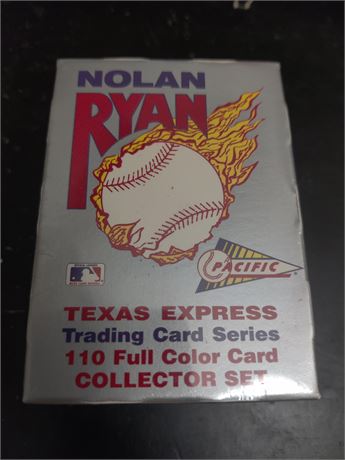 NOLAN
RYAN
PACIFIC
TEXAS EXPRESS
Trading Card Series
110 Full Color Card
COLLECTOR SET